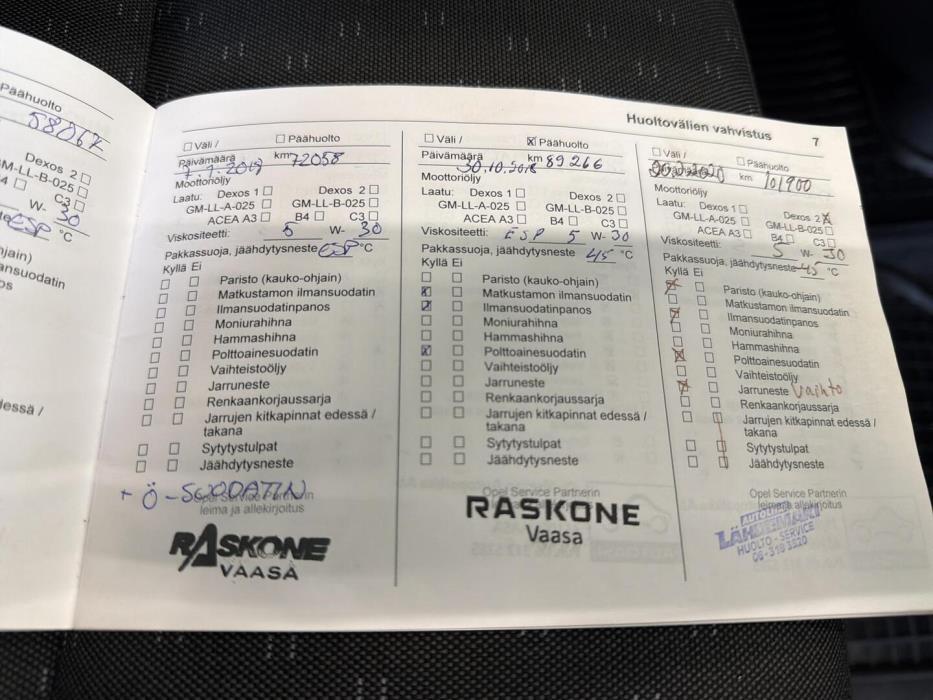 Päähuolto
58067
Dexos 2
M-LL-B-025
C3
W- 30
ESP °C
Huoltovälien vahvistus 7
Väli / Päähuolto
Päivämäärä km 72058
Moottoriöljy
Laatu: Dexos 1 Dexos 2
GM-LL-A-025 GM-LL-B-025
ACEA A3 B4 C3
Viskositeetti: 5 W- 30
Pakkassuoja, jäähdytysneste ESP °C
Kyllä Ei
Paristo (kauko-ohjain)
Matkustamon ilmansuodatin
Ilmansuodatinpanos
Moniurahihna
Hammashihna
Polttoainesuodatin
Vaihteistoöljy
Jarruneste
Renkaankorjaussarja
Jarrujen kitkapinnat edessä /
takana
Sytytystulpat
Jäähdytysneste
+ Ö-SUODATIN
Opel Service Partnerin
leima ja allekirjoitus
RASKONE
VAASA
Väli / x Päähuolto
Päivämäärä 30.10.2018 km 89 266
Moottoriöljy
Laatu: Dexos 1 Dexos 2
GM-LL-A-025 GM-LL-B-025
ACEA A3 B4 C3
Viskositeetti: ESP 5 W- 30
Pakkassuoja, jäähdytysneste -45 °C
Kyllä Ei
Paristo (kauko-ohjain)
x Matkustamon ilmansuodatin
x Ilmansuodatinpanos
Moniurahihna
Hammashihna
x Polttoainesuodatin
Vaihteistoöljy
Jarruneste
Renkaankorjaussarja
Jarrujen kitkapinnat edessä /
takana
Sytytystulpat
Jäähdytysneste
Opel Service Partnerin
leima ja allekirjoitus
RASKONE
Vaasa
Väli / Päähuolto
km 101900
Moottoriöljy
Laatu: Dexos 1 Dexos 2 x
GM-LL-A-025 GM-LL-B-025
ACEA A3 B4 C3
Viskositeetti: 5 W- 30
Pakkassuoja, jäähdytysneste -45 °C
Kyllä Ei
x Paristo (kauko-ohjain)
Matkustamon ilmansuodatin
x Ilmansuodatinpanos
Moniurahihna
Hammashihna
x Polttoainesuodatin
Vaihteistoöljy
x Jarruneste Vaihto
Renkaankorjaussarja
Jarrujen kitkapinnat edessä /
takana
Sytytystulpat
Jäähdytysneste
Opel Service Partnerin
leima ja allekirjoitus
HUOLTO - SERVICE